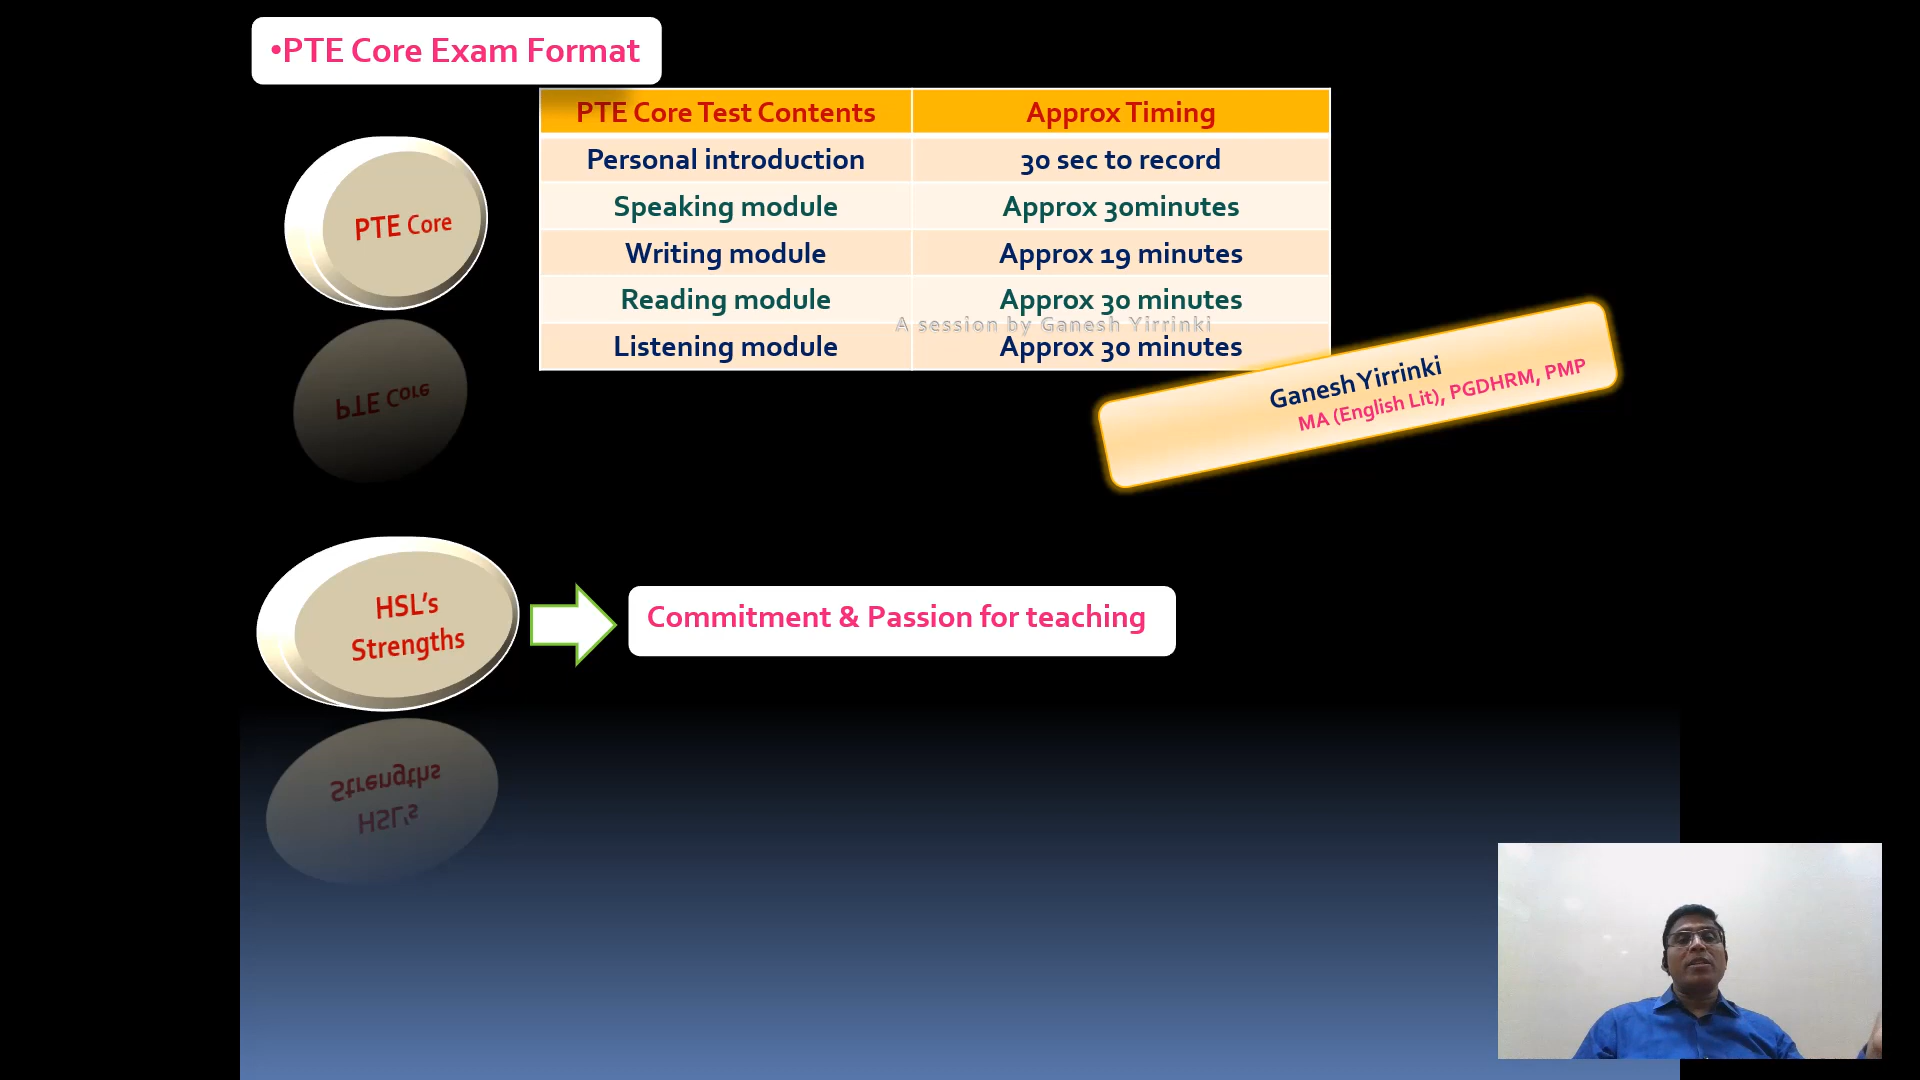 •PTE Core Exam Format
PTE Core Test Contents Approx Timing
Personal introduction 30 sec to record
Speaking module Approx 30minutes
Writing module Approx 19 minutes
Reading module Approx 30 minutes
A session by Ganesh Yirrinki
Listening module Approx 30 minutes
PTE Core
PTE Core
Ganesh Yirrinki
MA (English Lit), PGDHRM, PMP
HSL's
Strengths
Commitment & Passion for teaching
Strengths
HSL's